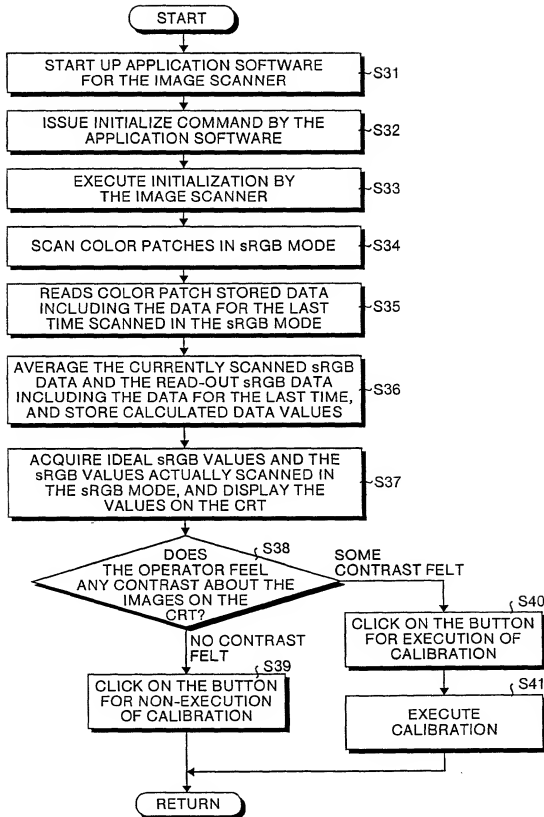 START
START UP APPLICATION SOFTWARE
FOR THE IMAGE SCANNER
S31
ISSUE INITIALIZE COMMAND BY THE
APPLICATION SOFTWARE
S32
EXECUTE INITIALIZATION BY
THE IMAGE SCANNER
S33
SCAN COLOR PATCHES IN sRGB MODE
S34
READS COLOR PATCH STORED DATA
INCLUDING THE DATA FOR THE LAST
TIME SCANNED IN THE sRGB MODE
S35
AVERAGE THE CURRENTLY SCANNED sRGB
DATA AND THE READ-OUT sRGB DATA
INCLUDING THE DATA FOR THE LAST TIME,
AND STORE CALCULATED DATA VALUES
S36
ACQUIRE IDEAL sRGB VALUES AND THE
sRGB VALUES ACTUALLY SCANNED IN
THE sRGB MODE, AND DISPLAY THE
VALUES ON THE CRT
S37
S38
DOES
THE OPERATOR FEEL
ANY CONTRAST ABOUT THE
IMAGES ON THE
CRT?
SOME
CONTRAST FELT
NO CONTRAST
FELT
S39
CLICK ON THE BUTTON
FOR NON-EXECUTION
OF CALIBRATION
S40
CLICK ON THE BUTTON
FOR EXECUTION OF
CALIBRATION
S41
EXECUTE
CALIBRATION
RETURN